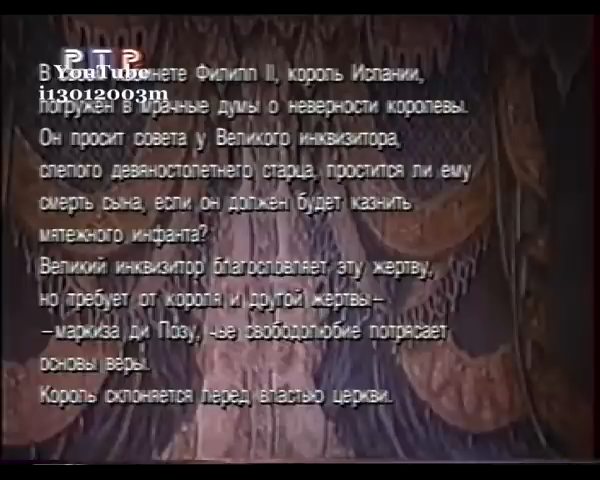 РТР
YouTube
i13012003m
В кабинете Филипп II, король Испании,
погружен в мрачные думы о неверности королевы.
Он просит совета у Великогр инквизитора,
слепого девяностолетнего старца, простится ли ему
смерть сына, если он должен будет казнить
мятежного инфанта?
Великий инквизитор благословляет эту жертву,
но требует от короля и другой жертвы –
–маркиза ди Позу, чье свободолюбие потрясает
основы веры.
Король склоняется перед властью церкви.